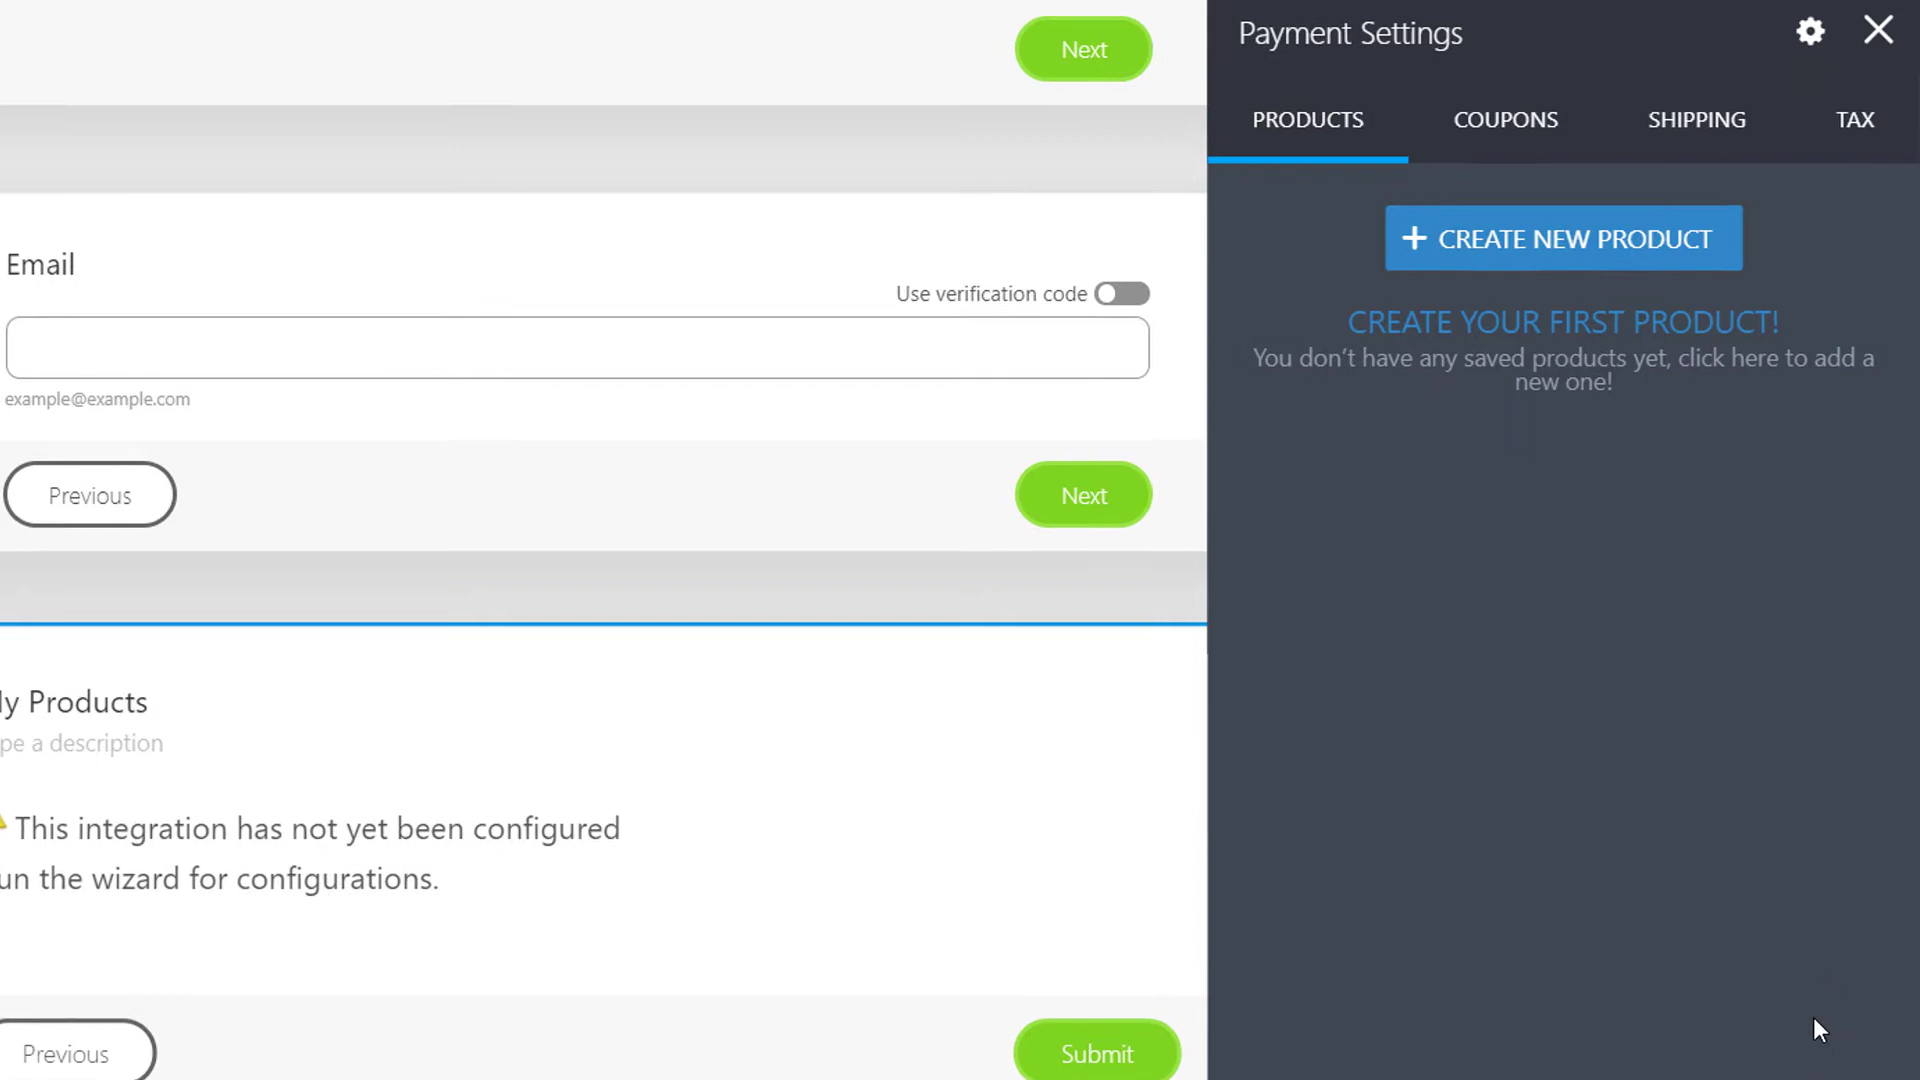 Next
Payment Settings
PRODUCTS COUPONS SHIPPING TAX
+ CREATE NEW PRODUCT
CREATE YOUR FIRST PRODUCT!
You don't have any saved products yet, click here to add a
new one!
Email
Use verification code
example@example.com
Previous Next
y Products
pe a description
This integration has not yet been configured
un the wizard for configurations.
Previous Submit